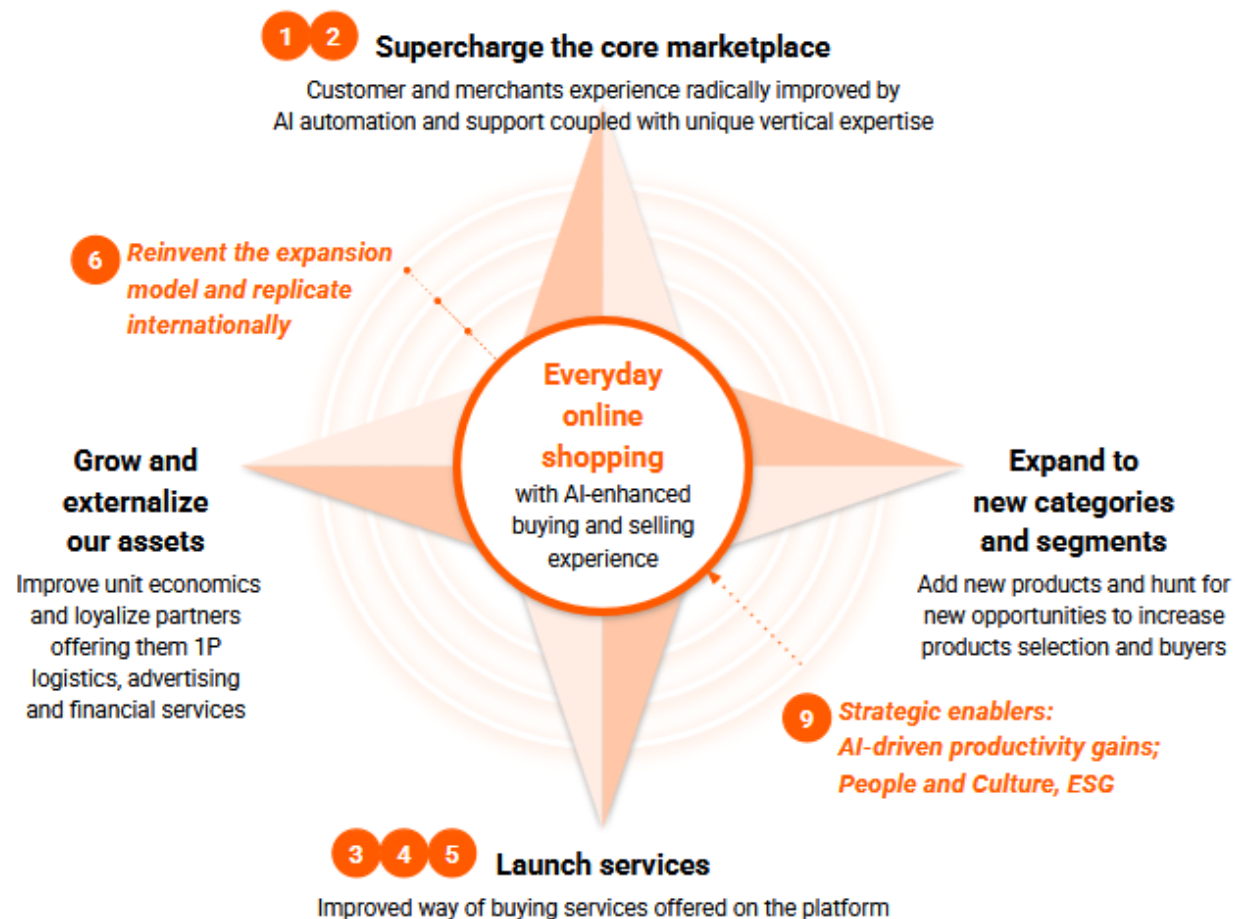 1 2 Supercharge the core marketplace
Customer and merchants experience radically improved by
AI automation and support coupled with unique vertical expertise
6 Reinvent the expansion
model and replicate
internationally
Everyday
online
shopping
with AI-enhanced
buying and selling
experience
Grow and
externalize
our assets
Improve unit economics
and loyalize partners
offering them 1P
logistics, advertising
and financial services
Expand to
new categories
and segments
Add new products and hunt for
new opportunities to increase
products selection and buyers
9 Strategic enablers:
AI-driven productivity gains;
People and Culture, ESG
3 4 5 Launch services
Improved way of buying services offered on the platform